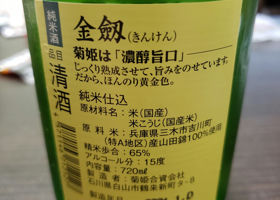 純米酒
品目 清酒
金劔(きんけん)
菊姫は「濃醇旨口」
じっくり熟成させて、旨みをのせています。
だから、ほんのり黄金色。
純米仕込
原材料名：米(国産)
米こうじ(国産米)
原料米：兵庫県三木市吉川町
(特A地区)産山田錦100%使用
精米歩合：65%
アルコール分：15度
内容量：720ml
製造者：菊姫合資会社
石川県白山市鶴来新町タ-8
製造年月